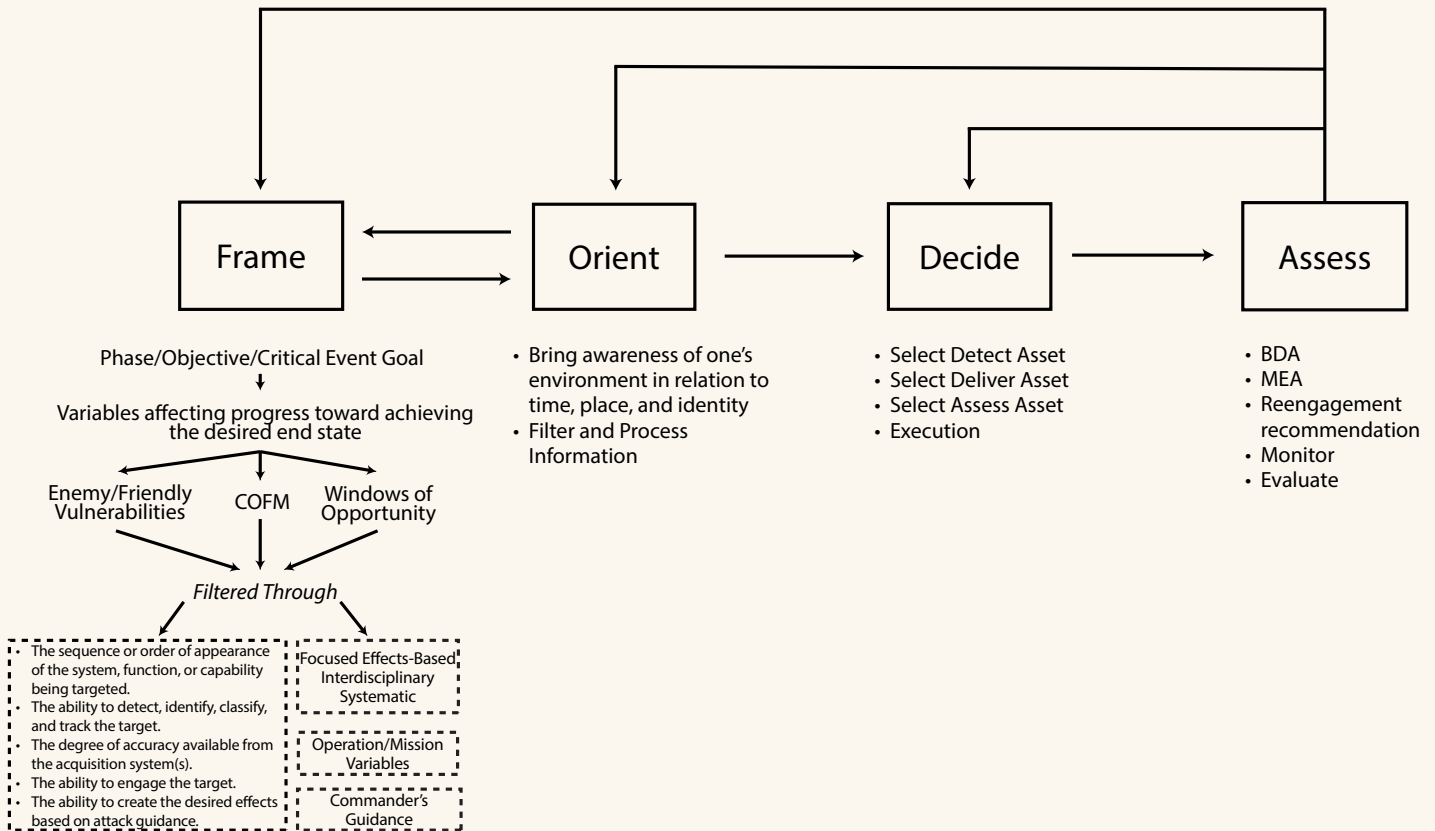 Frame
Orient
Decide
Assess
Phase/Objective/Critical Event Goal
Variables affecting progress toward achieving
the desired end state
Enemy/Friendly
Vulnerabilities
COFM
Windows of
Opportunity
Filtered Through
• The sequence or order of appearance
of the system, function, or capability
being targeted.
• The ability to detect, identify, classify,
and track the target.
• The degree of accuracy available from
the acquisition system(s).
• The ability to engage the target.
• The ability to create the desired effects
based on attack guidance.
Focused Effects-Based
Interdisciplinary
Systematic
Operation/Mission
Variables
Commander's
Guidance
• Bring awareness of one's
environment in relation to
time, place, and identity
• Filter and Process
Information
• Select Detect Asset
• Select Deliver Asset
• Select Assess Asset
• Execution
• BDA
• MEA
• Reengagement
recommendation
• Monitor
• Evaluate